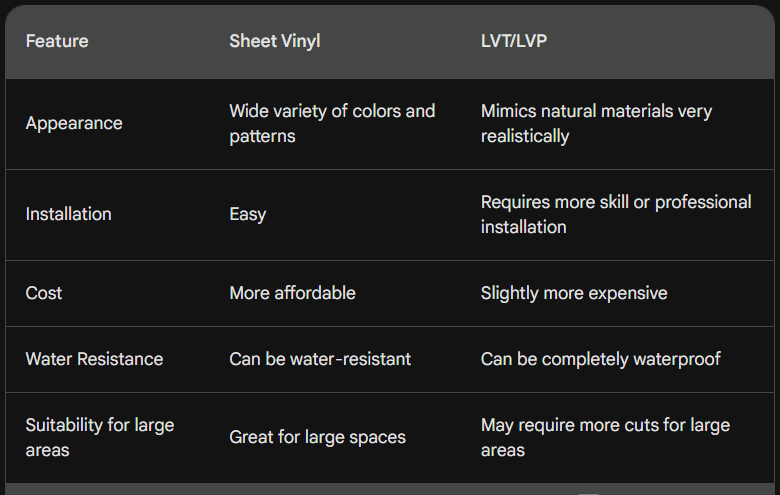 Feature Sheet Vinyl LVT/LVP
Appearance
Wide variety of colors and
patterns
Mimics natural materials very
realistically
Installation
Easy
Requires more skill or professional
installation
Cost
More affordable
Slightly more expensive
Water Resistance
Can be water-resistant
Can be completely waterproof
Suitability for large
areas
Great for large spaces
May require more cuts for large
areas